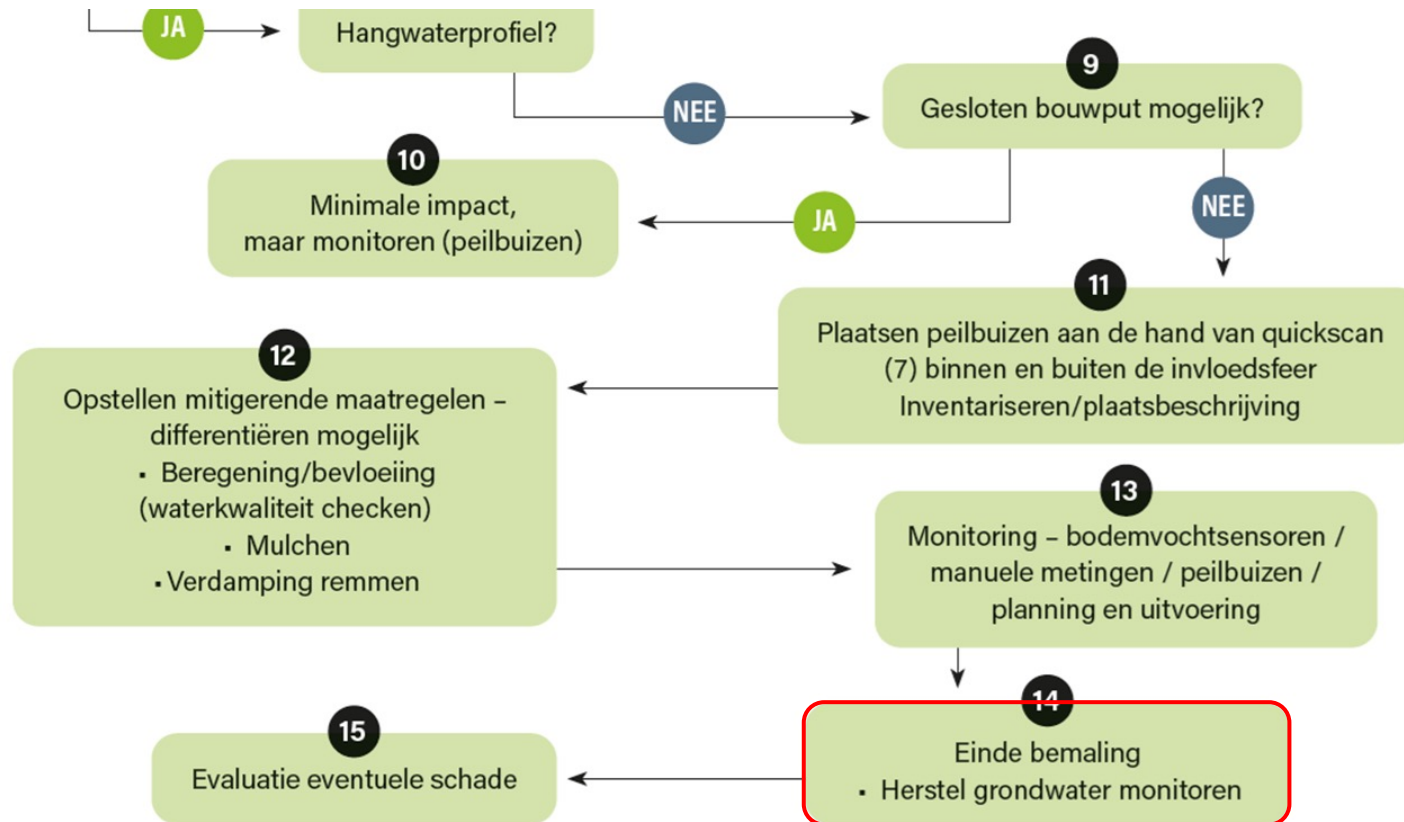 JA
Hangwaterprofiel?
NEE
9
Gesloten bouwput mogelijk?
10
Minimale impact,
maar monitoren (peilbuizen)
JA
NEE
11
Plaatsen peilbuizen aan de hand van quickscan
(7) binnen en buiten de invloedsfeer
Inventariseren/plaatsbeschrijving
12
Opstellen mitigerende maatregelen –
differentiëren mogelijk
▪ Beregening/bevloeiing
(waterkwaliteit checken)
▪ Mulchen
▪ Verdamping remmen
13
Monitoring – bodemvochtsensoren /
manuele metingen / peilbuizen /
planning en uitvoering
14
Einde bemaling
▪ Herstel grondwater monitoren
15
Evaluatie eventuele schade